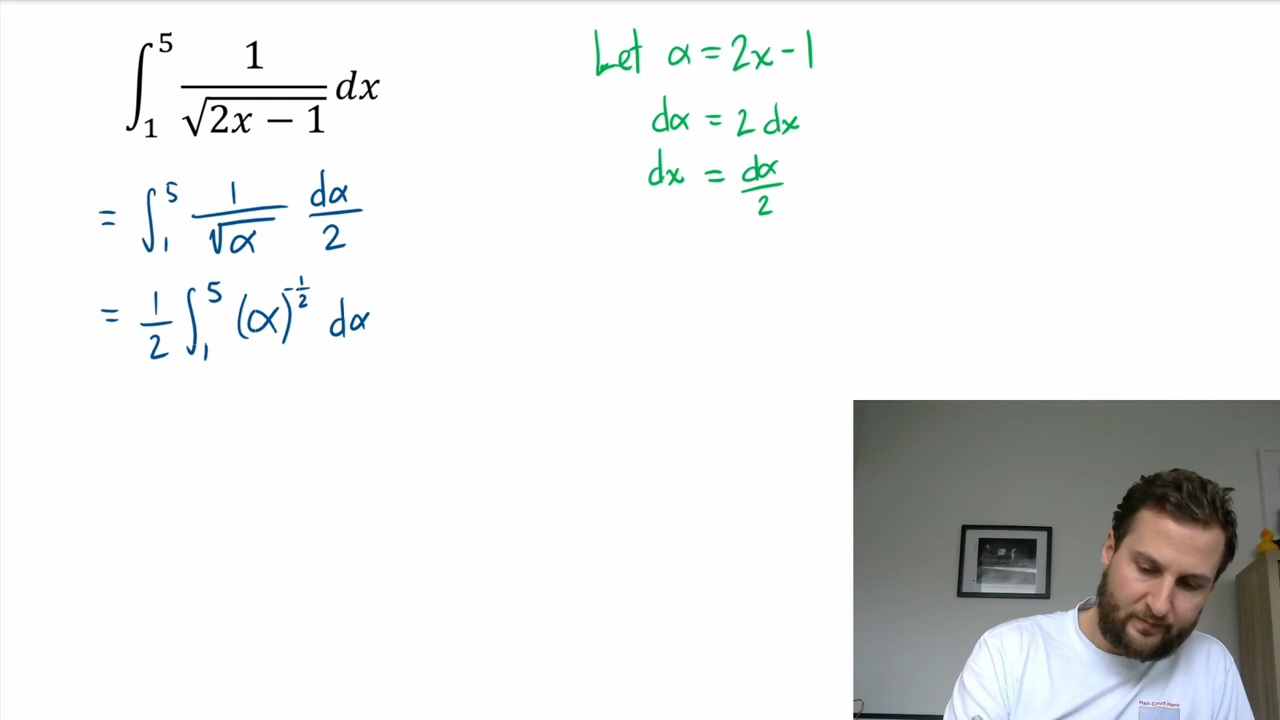 ∫₁⁵ 1/√(2x − 1) dx
= ∫₁⁵ 1/√α dα/2
= 1/2 ∫₁⁵ (α)^(-1/2) dα
Let α = 2x - 1
dα = 2 dx
dx = dα/2